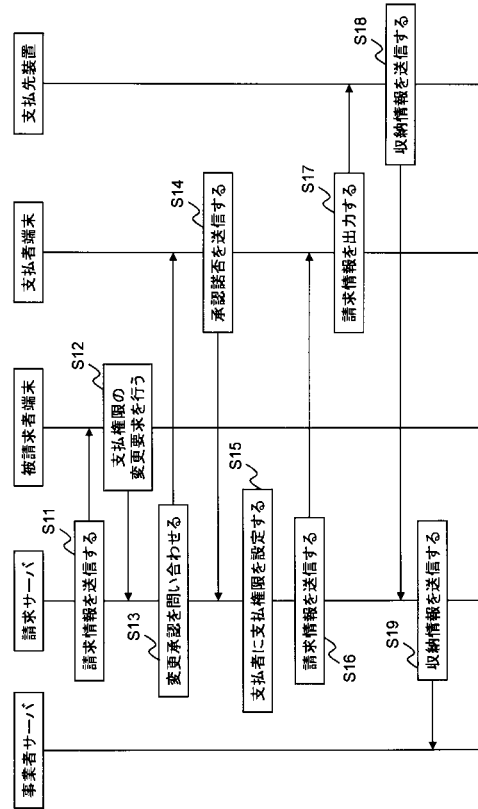 事業者サーバ
請求サーバ
被請求者端末
支払者端末
支払先装置
S11
請求情報を送信する
S12
支払権限の
変更要求を行う
S13
変更承認を問い合わせる
S14
承認諾否を送信する
S15
支払者に支払権限を設定する
S16
請求情報を送信する
S17
請求情報を出力する
S18
収納情報を送信する
S19
収納情報を送信する